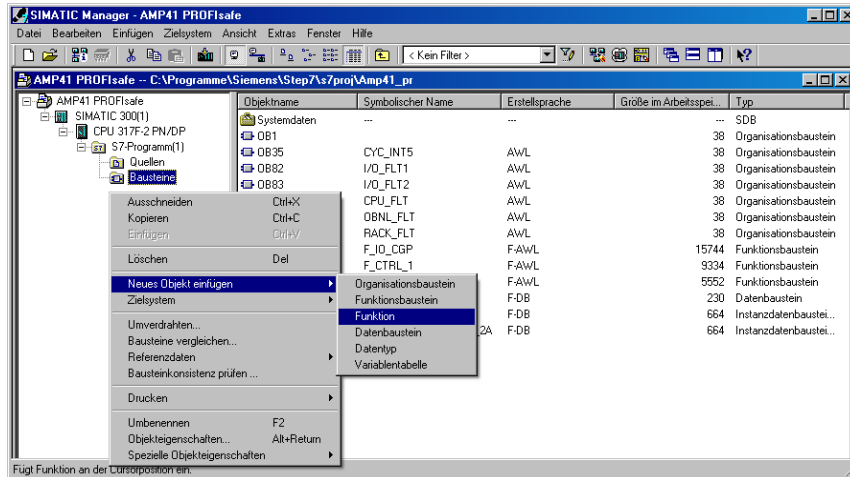 SIMATIC Manager - AMP41 PROFIsafe
Datei Bearbeiten Einfügen Zielsystem Ansicht Extras Fenster Hilfe
< Kein Filter >
AMP41 PROFIsafe -- C:\Programme\Siemens\Step7\s7proj\Amp41_pr
AMP41 PROFIsafe
SIMATIC 300(1)
CPU 317F-2 PN/DP
S7-Programm(1)
Quellen
Bausteine
Objektname Symbolischer Name Erstellsprache Größe im Arbeitsspei... Typ
Systemdaten --- --- --- SDB
OB1 38 Organisationsbaustein
OB35 CYC_INT5 AWL 38 Organisationsbaustein
OB82 I/O_FLT1 AWL 38 Organisationsbaustein
OB83 I/O_FLT2 AWL 38 Organisationsbaustein
CPU_FLT AWL 38 Organisationsbaustein
OBNL_FLT AWL 38 Organisationsbaustein
RACK_FLT AWL 38 Organisationsbaustein
F_IO_CGP F-AWL 15744 Funktionsbaustein
F_CTRL_1 F-AWL 9334 Funktionsbaustein
F-AWL 5552 Funktionsbaustein
F-DB 230 Datenbaustein
F-DB 664 Instanzdatenbaustei...
_2A F-DB 664 Instanzdatenbaustei...
Ausschneiden Ctrl+X
Kopieren Ctrl+C
Einfügen Ctrl+V
Löschen Del
Neues Objekt einfügen
Zielsystem
Umverdrahten...
Bausteine vergleichen...
Referenzdaten
Bausteinkonsistenz prüfen ...
Drucken
Umbenennen F2
Objekteigenschaften... Alt+Return
Spezielle Objekteigenschaften
Organisationsbaustein
Funktionsbaustein
Funktion
Datenbaustein
Datentyp
Variablentabelle
Fügt Funktion an der Cursorposition ein.